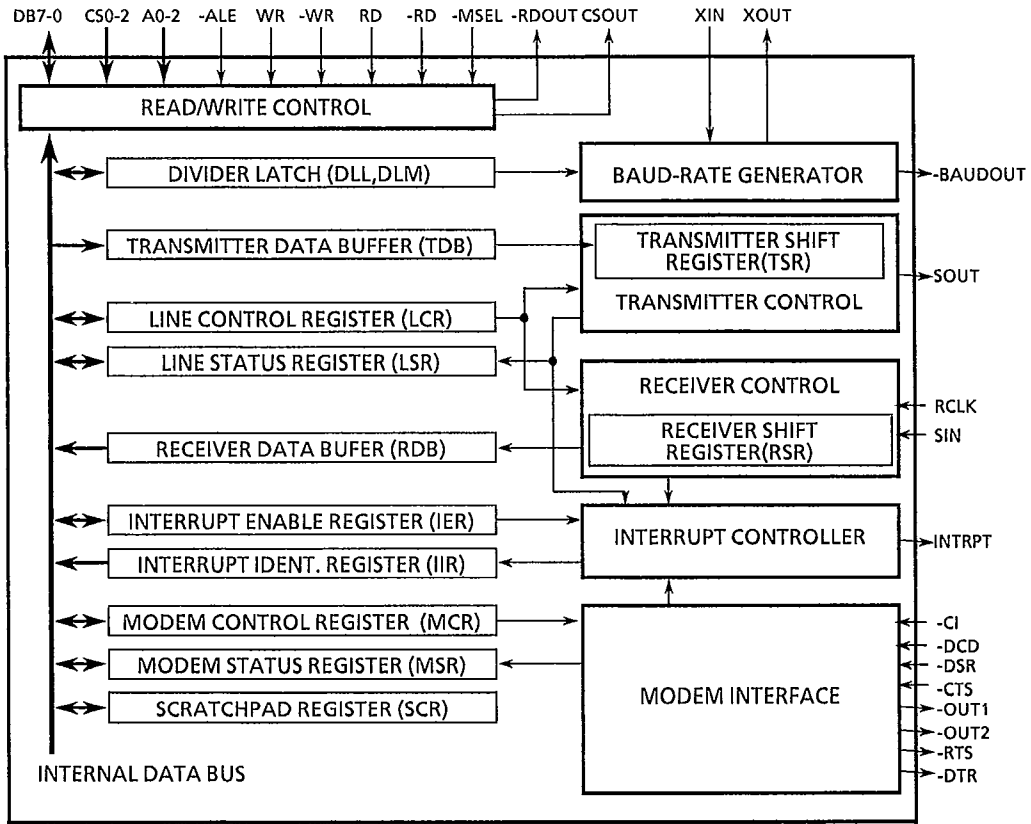 DB7-0 CS0-2 A0-2 -ALE WR -WR RD -RD -MSEL -RDOUT CSOUT XIN XOUT
READ/WRITE CONTROL
DIVIDER LATCH (DLL,DLM)
BAUD-RATE GENERATOR
-BAUDOUT
TRANSMITTER DATA BUFFER (TDB)
TRANSMITTER SHIFT
REGISTER(TSR)
TRANSMITTER CONTROL
SOUT
LINE CONTROL REGISTER (LCR)
LINE STATUS REGISTER (LSR)
RECEIVER CONTROL
RCLK
SIN
RECEIVER SHIFT
REGISTER(RSR)
RECEIVER DATA BUFER (RDB)
INTERRUPT ENABLE REGISTER (IER)
INTERRUPT CONTROLLER
INTRPT
INTERRUPT IDENT. REGISTER (IIR)
MODEM CONTROL REGISTER (MCR)
MODEM STATUS REGISTER (MSR)
SCRATCHPAD REGISTER (SCR)
MODEM INTERFACE
-CI
-DCD
-DSR
-CTS
-OUT1
-OUT2
-RTS
-DTR
INTERNAL DATA BUS